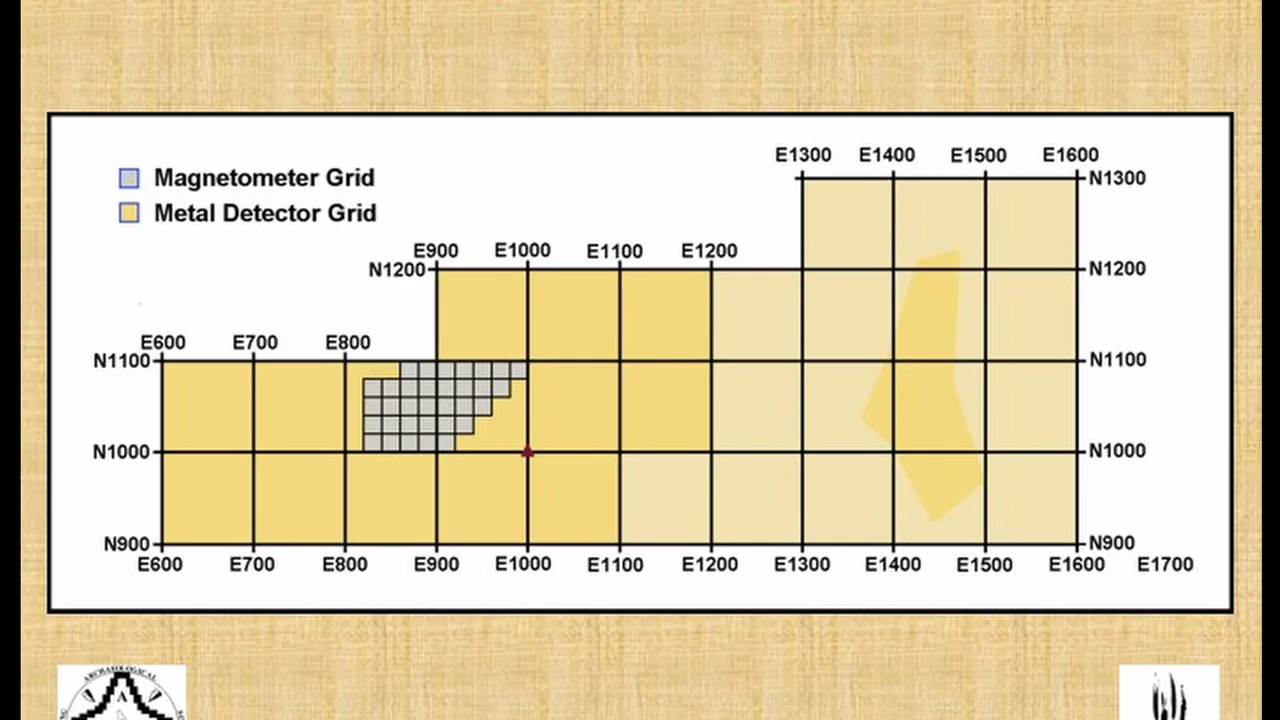 E1300 E1400 E1500 E1600
Magnetometer Grid
N1300
Metal Detector Grid
E900 E1000 E1100 E1200
N1200
N1200
E600 E700 E800
N1100
N1100
N1000
N1000
N900
N900
E600 E700 E800 E900 E1000 E1100 E1200 E1300 E1400 E1500 E1600 E1700
ARCHAEOLOGICAL
A